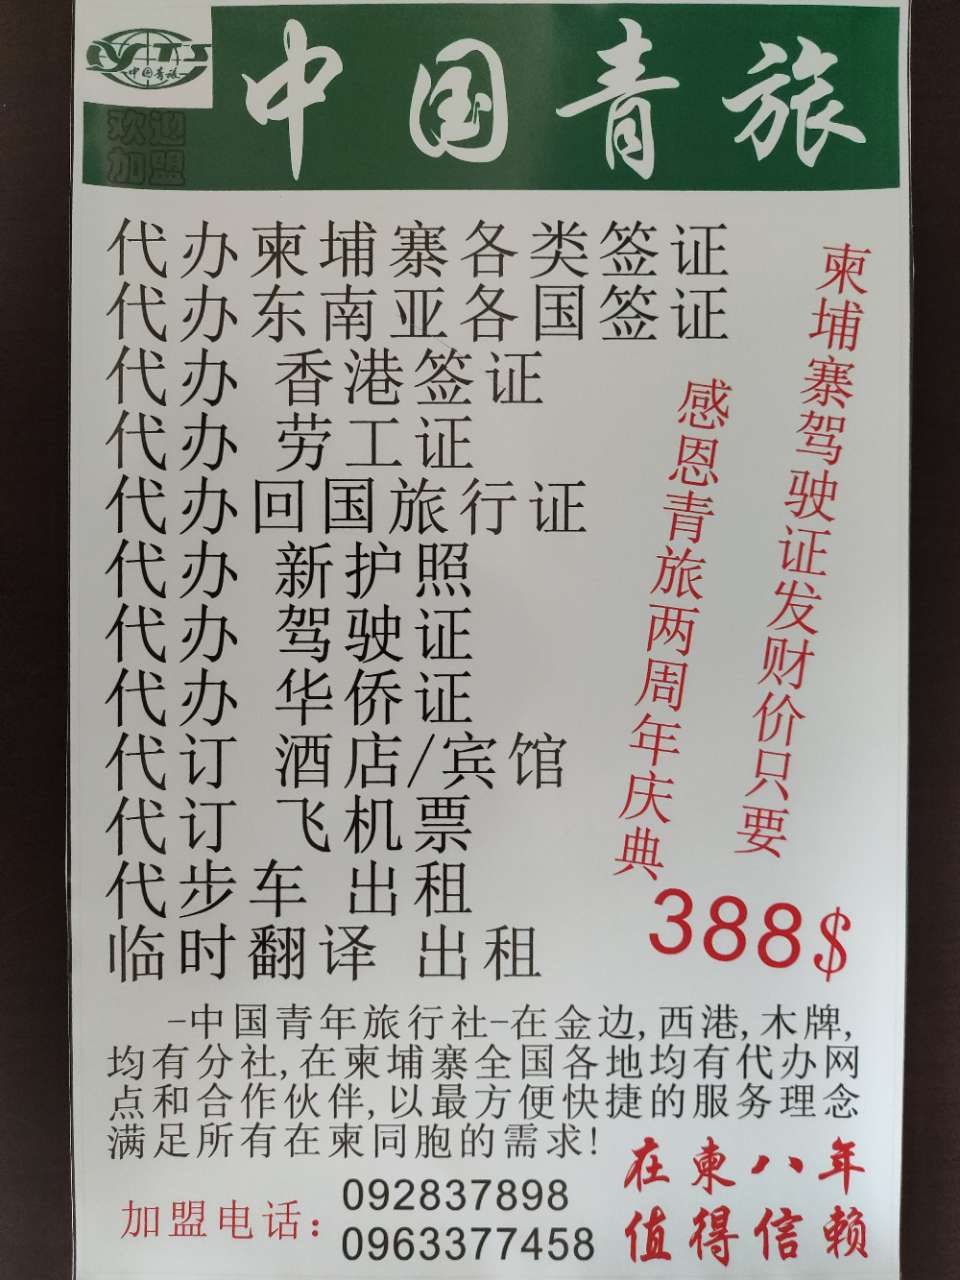 CYTS
中国青旅
中国青旅
欢迎
加盟
代办柬埔寨各类签证
代办东南亚各国签证
代办 香港签证
代办 劳工证
代办回国旅行证
代办 新护照
代办 驾驶证
代办 华侨证
代订 酒店/宾馆
代订 飞机票
代步车 出租
临时翻译 出租
柬埔寨驾驶证发财价只要
感恩青旅两周年庆典
388$
-中国青年旅行社-在金边,西港,木牌,
均有分社,在柬埔寨全国各地均有代办网
点和合作伙伴,以最方便快捷的服务理念
满足所有在柬同胞的需求!
在柬八年
值得信赖
加盟电话:
092837898
0963377458